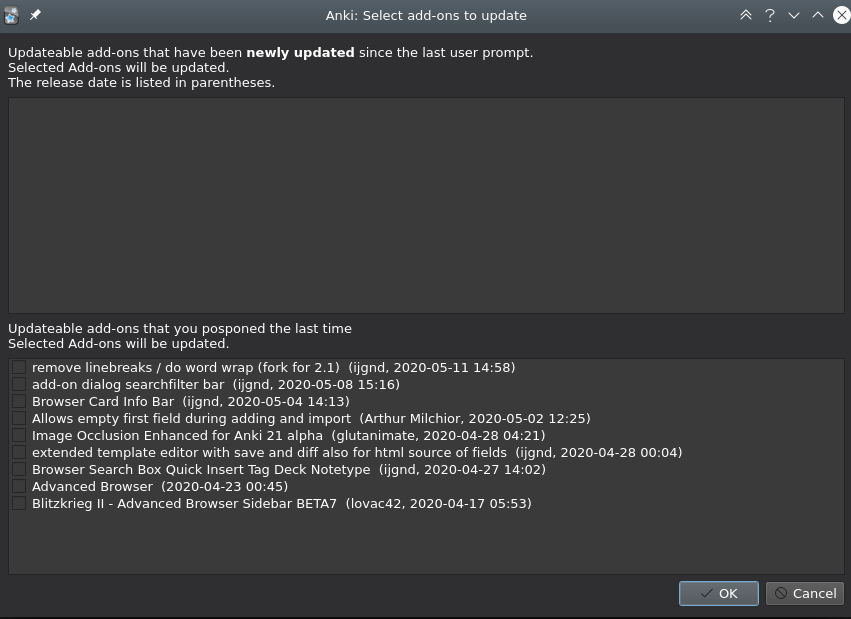 Anki: Select add-ons to update
Updateable add-ons that have been newly updated since the last user prompt.
Selected Add-ons will be updated.
The release date is listed in parentheses.
Updateable add-ons that you posponed the last time
Selected Add-ons will be updated.
remove linebreaks / do word wrap (fork for 2.1)  (ijgnd, 2020-05-11 14:58)
add-on dialog searchfilter bar  (ijgnd, 2020-05-08 15:16)
Browser Card Info Bar  (ijgnd, 2020-05-04 14:13)
Allows empty first field during adding and import  (Arthur Milchior, 2020-05-02 12:25)
Image Occlusion Enhanced for Anki 21 alpha  (glutanimate, 2020-04-28 04:21)
extended template editor with save and diff also for html source of fields  (ijgnd, 2020-04-28 00:04)
Browser Search Box Quick Insert Tag Deck Notetype  (ijgnd, 2020-04-27 14:02)
Advanced Browser  (2020-04-23 00:45)
Blitzkrieg II - Advanced Browser Sidebar BETA7  (lovac42, 2020-04-17 05:53)
OK Cancel